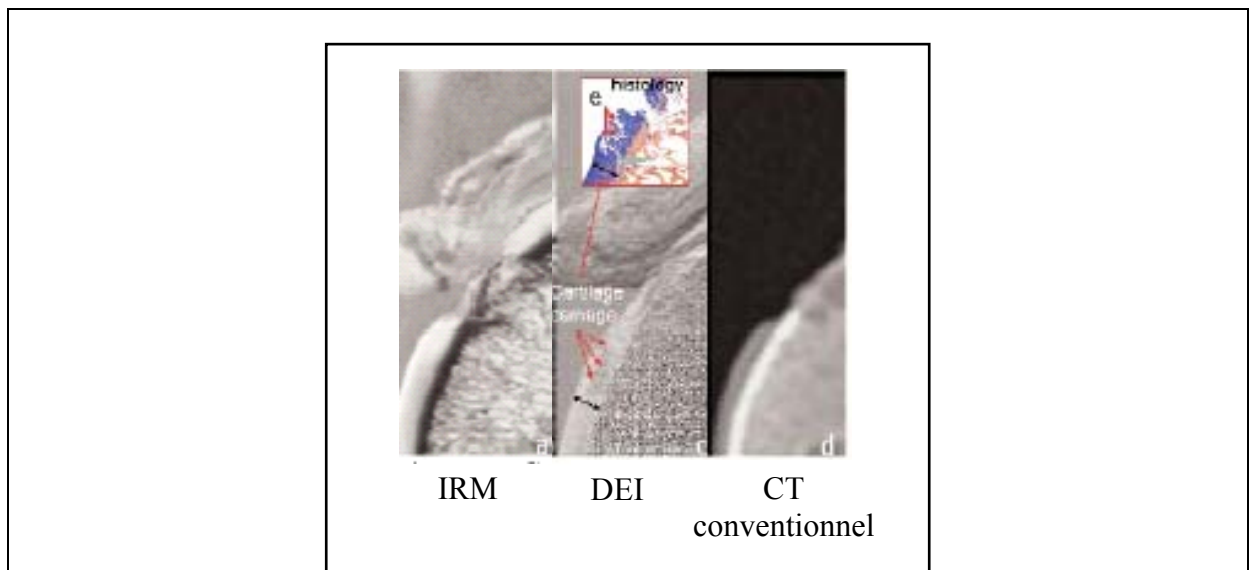 histology
e
Cartilage
damage
a
c
d
IRM
DEI
CT
conventionnel